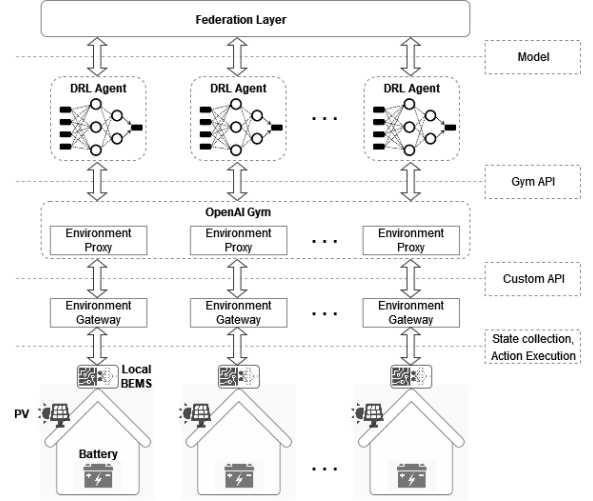 Federation Layer
Model
DRL Agent
DRL Agent
DRL Agent
. . .
Gym API
OpenAI Gym
Environment
Proxy
Environment
Proxy
. . .
Environment
Proxy
Custom API
Environment
Gateway
Environment
Gateway
. . .
Environment
Gateway
State collection,
Action Execution
Local
BEMS
PV
Battery
. . .